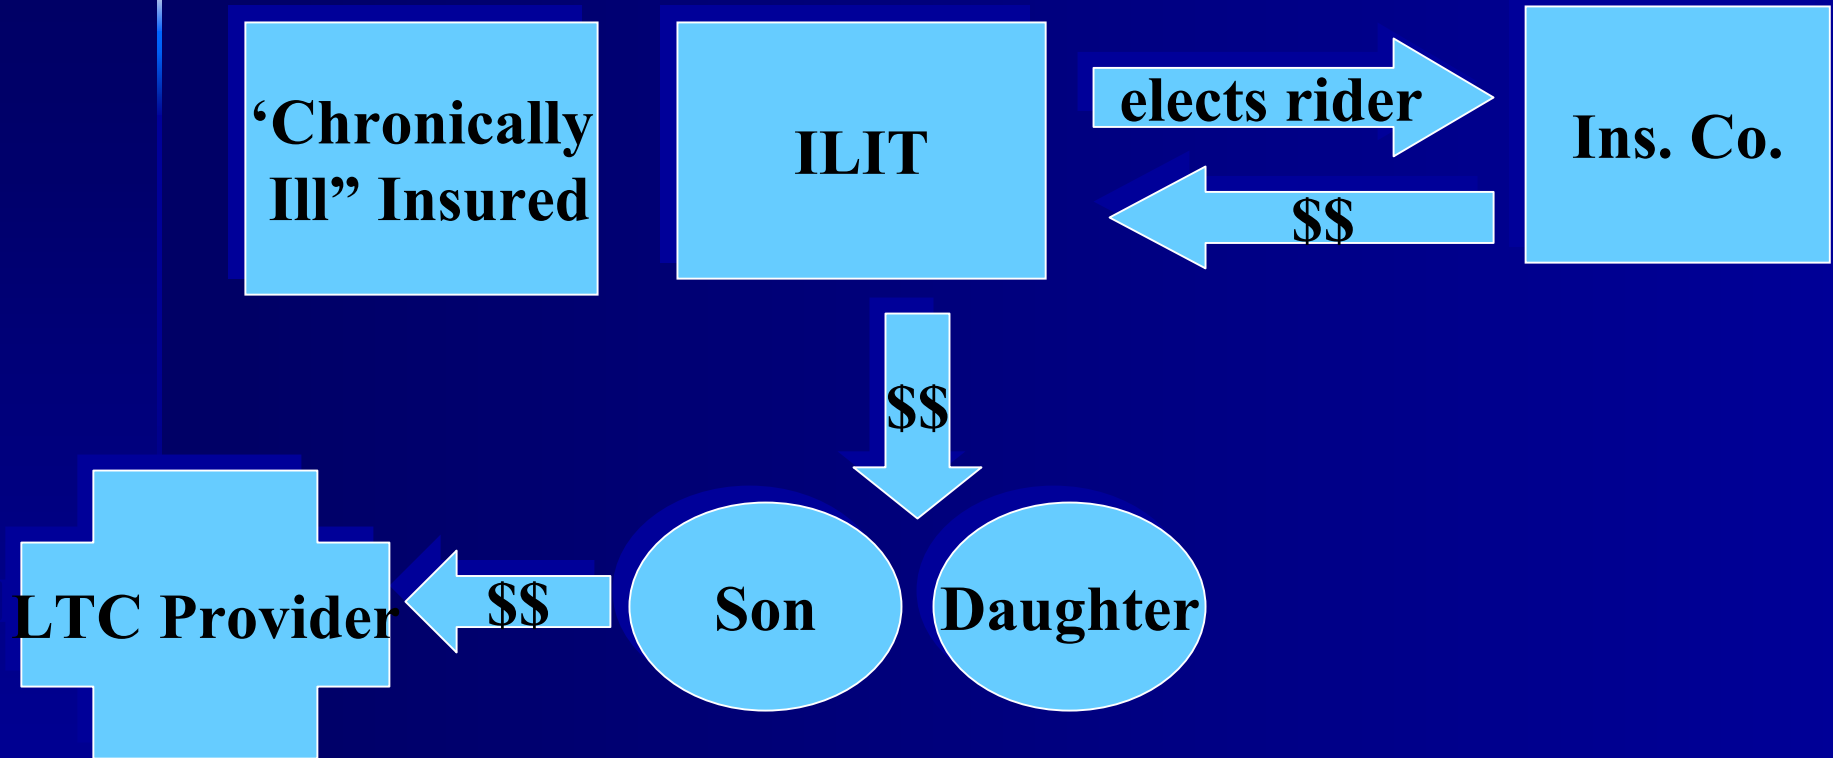 ‘Chronically
Ill” Insured
ILIT
elects rider
$$
Ins. Co.
$$
LTC Provider
$$
Son
Daughter